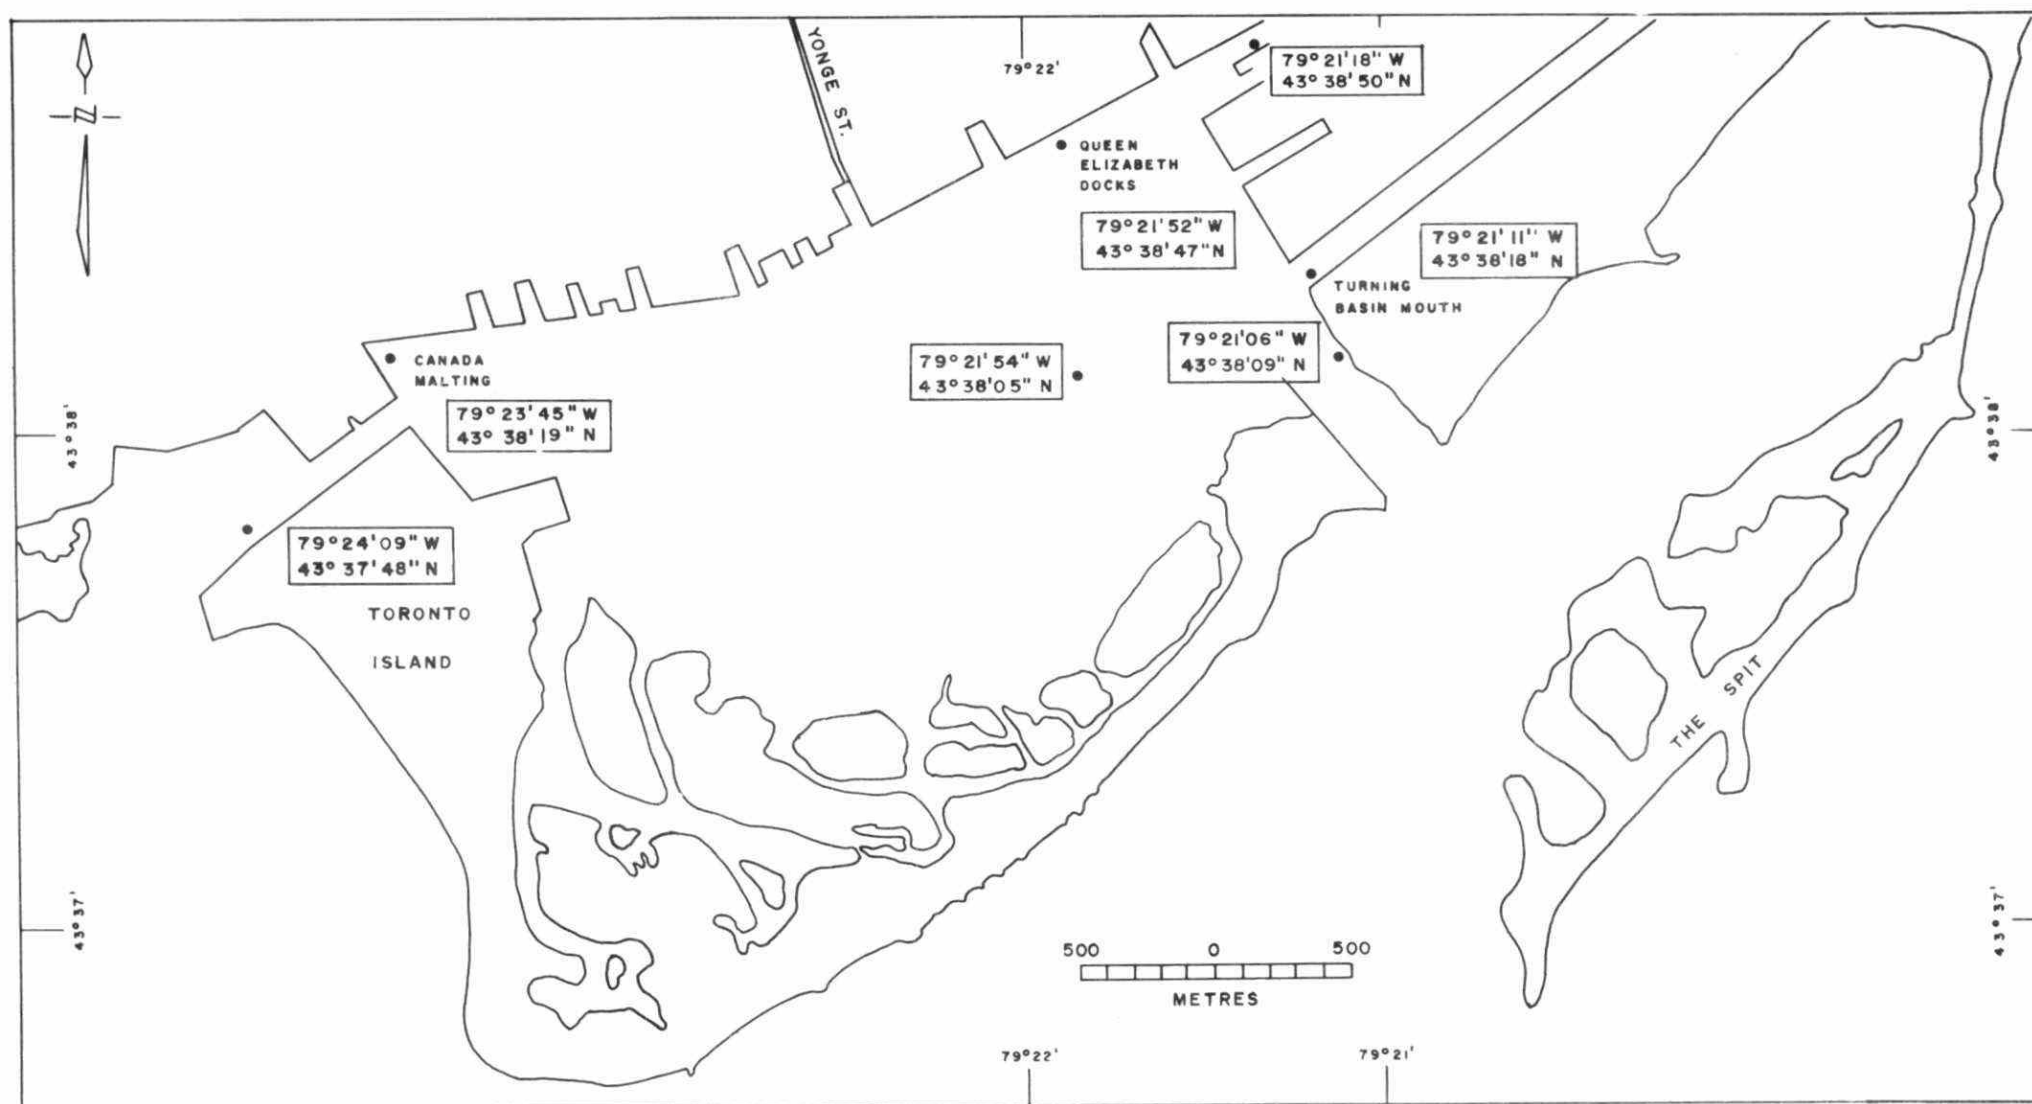 N
YONGE ST.
79°22'
79°21'18" W
43°38'50" N
QUEEN
ELIZABETH
DOCKS
79°21'52" W
43°38'47" N
79°21'11" W
43°38'18" N
TURNING
BASIN MOUTH
79°21'06" W
43°38'09" N
79°21'54" W
43°38'05" N
CANADA
MALTING
79°23'45" W
43°38'19" N
43°38'
43°38'
79°24'09" W
43°37'48" N
TORONTO
ISLAND
THE SPIT
43°37'
43°37'
500 0 500
METRES
79°22'
79°21'